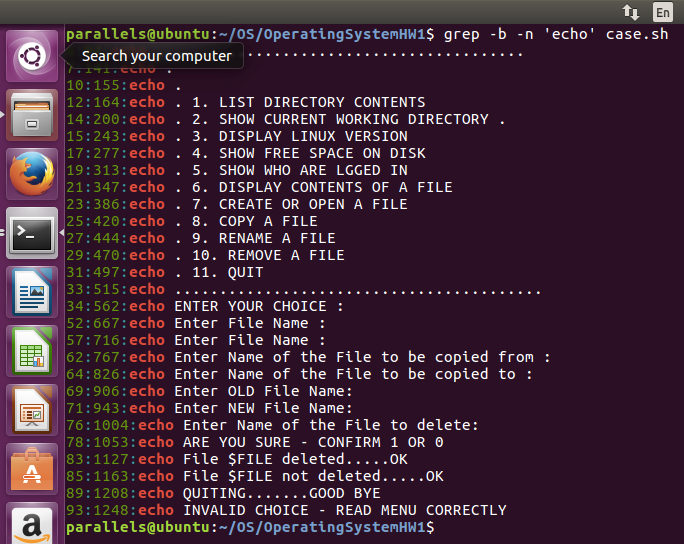 En
parallels@ubuntu:~/OS/OperatingSystemHW1$ grep -b -n 'echo' case.sh
Search your computer
...............................
7:141:echo .
10:155:echo .
12:164:echo . 1. LIST DIRECTORY CONTENTS
14:200:echo . 2. SHOW CURRENT WORKING DIRECTORY .
15:243:echo . 3. DISPLAY LINUX VERSION
17:277:echo . 4. SHOW FREE SPACE ON DISK
19:313:echo . 5. SHOW WHO ARE LGGED IN
21:347:echo . 6. DISPLAY CONTENTS OF A FILE
23:386:echo . 7. CREATE OR OPEN A FILE
25:420:echo . 8. COPY A FILE
27:444:echo . 9. RENAME A FILE
29:470:echo . 10. REMOVE A FILE
31:497:echo . 11. QUIT
33:515:echo .........................................
34:562:echo ENTER YOUR CHOICE :
52:667:echo Enter File Name :
57:716:echo Enter File Name :
62:767:echo Enter Name of the File to be copied from :
64:826:echo Enter Name of the File to be copied to :
69:906:echo Enter OLD File Name:
71:943:echo Enter NEW File Name:
76:1004:echo Enter Name of the File to delete:
78:1053:echo ARE YOU SURE - CONFIRM 1 OR 0
83:1127:echo File $FILE deleted.....OK
85:1163:echo File $FILE not deleted.....OK
89:1208:echo QUITING.......GOOD BYE
93:1248:echo INVALID CHOICE - READ MENU CORRECTLY
parallels@ubuntu:~/OS/OperatingSystemHW1$